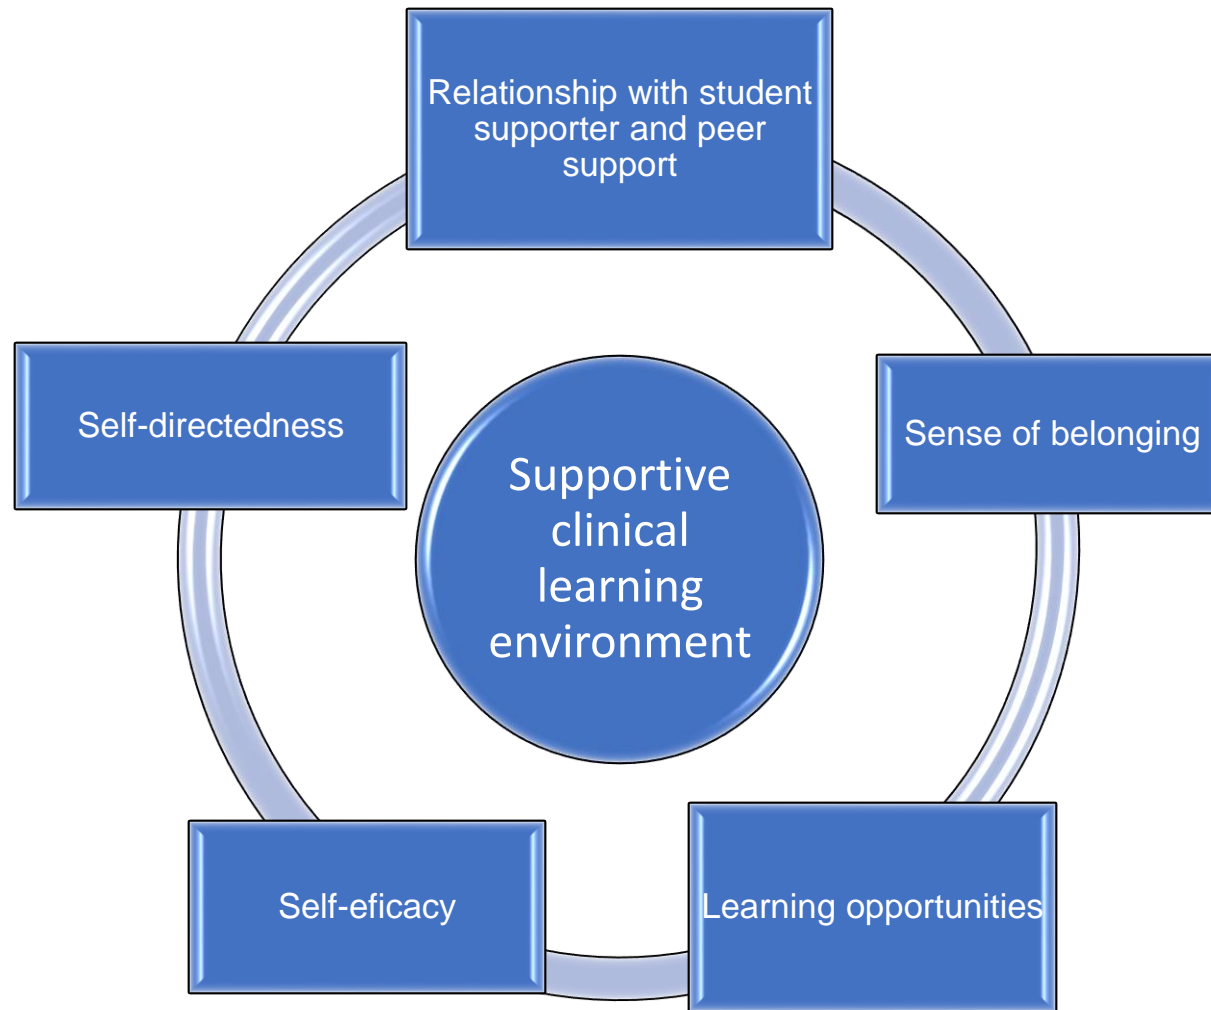 Relationship with student
supporter and peer
support
Sense of belonging
Learning opportunities
Self-eficacy
Self-directedness
Supportive
clinical
learning
environment